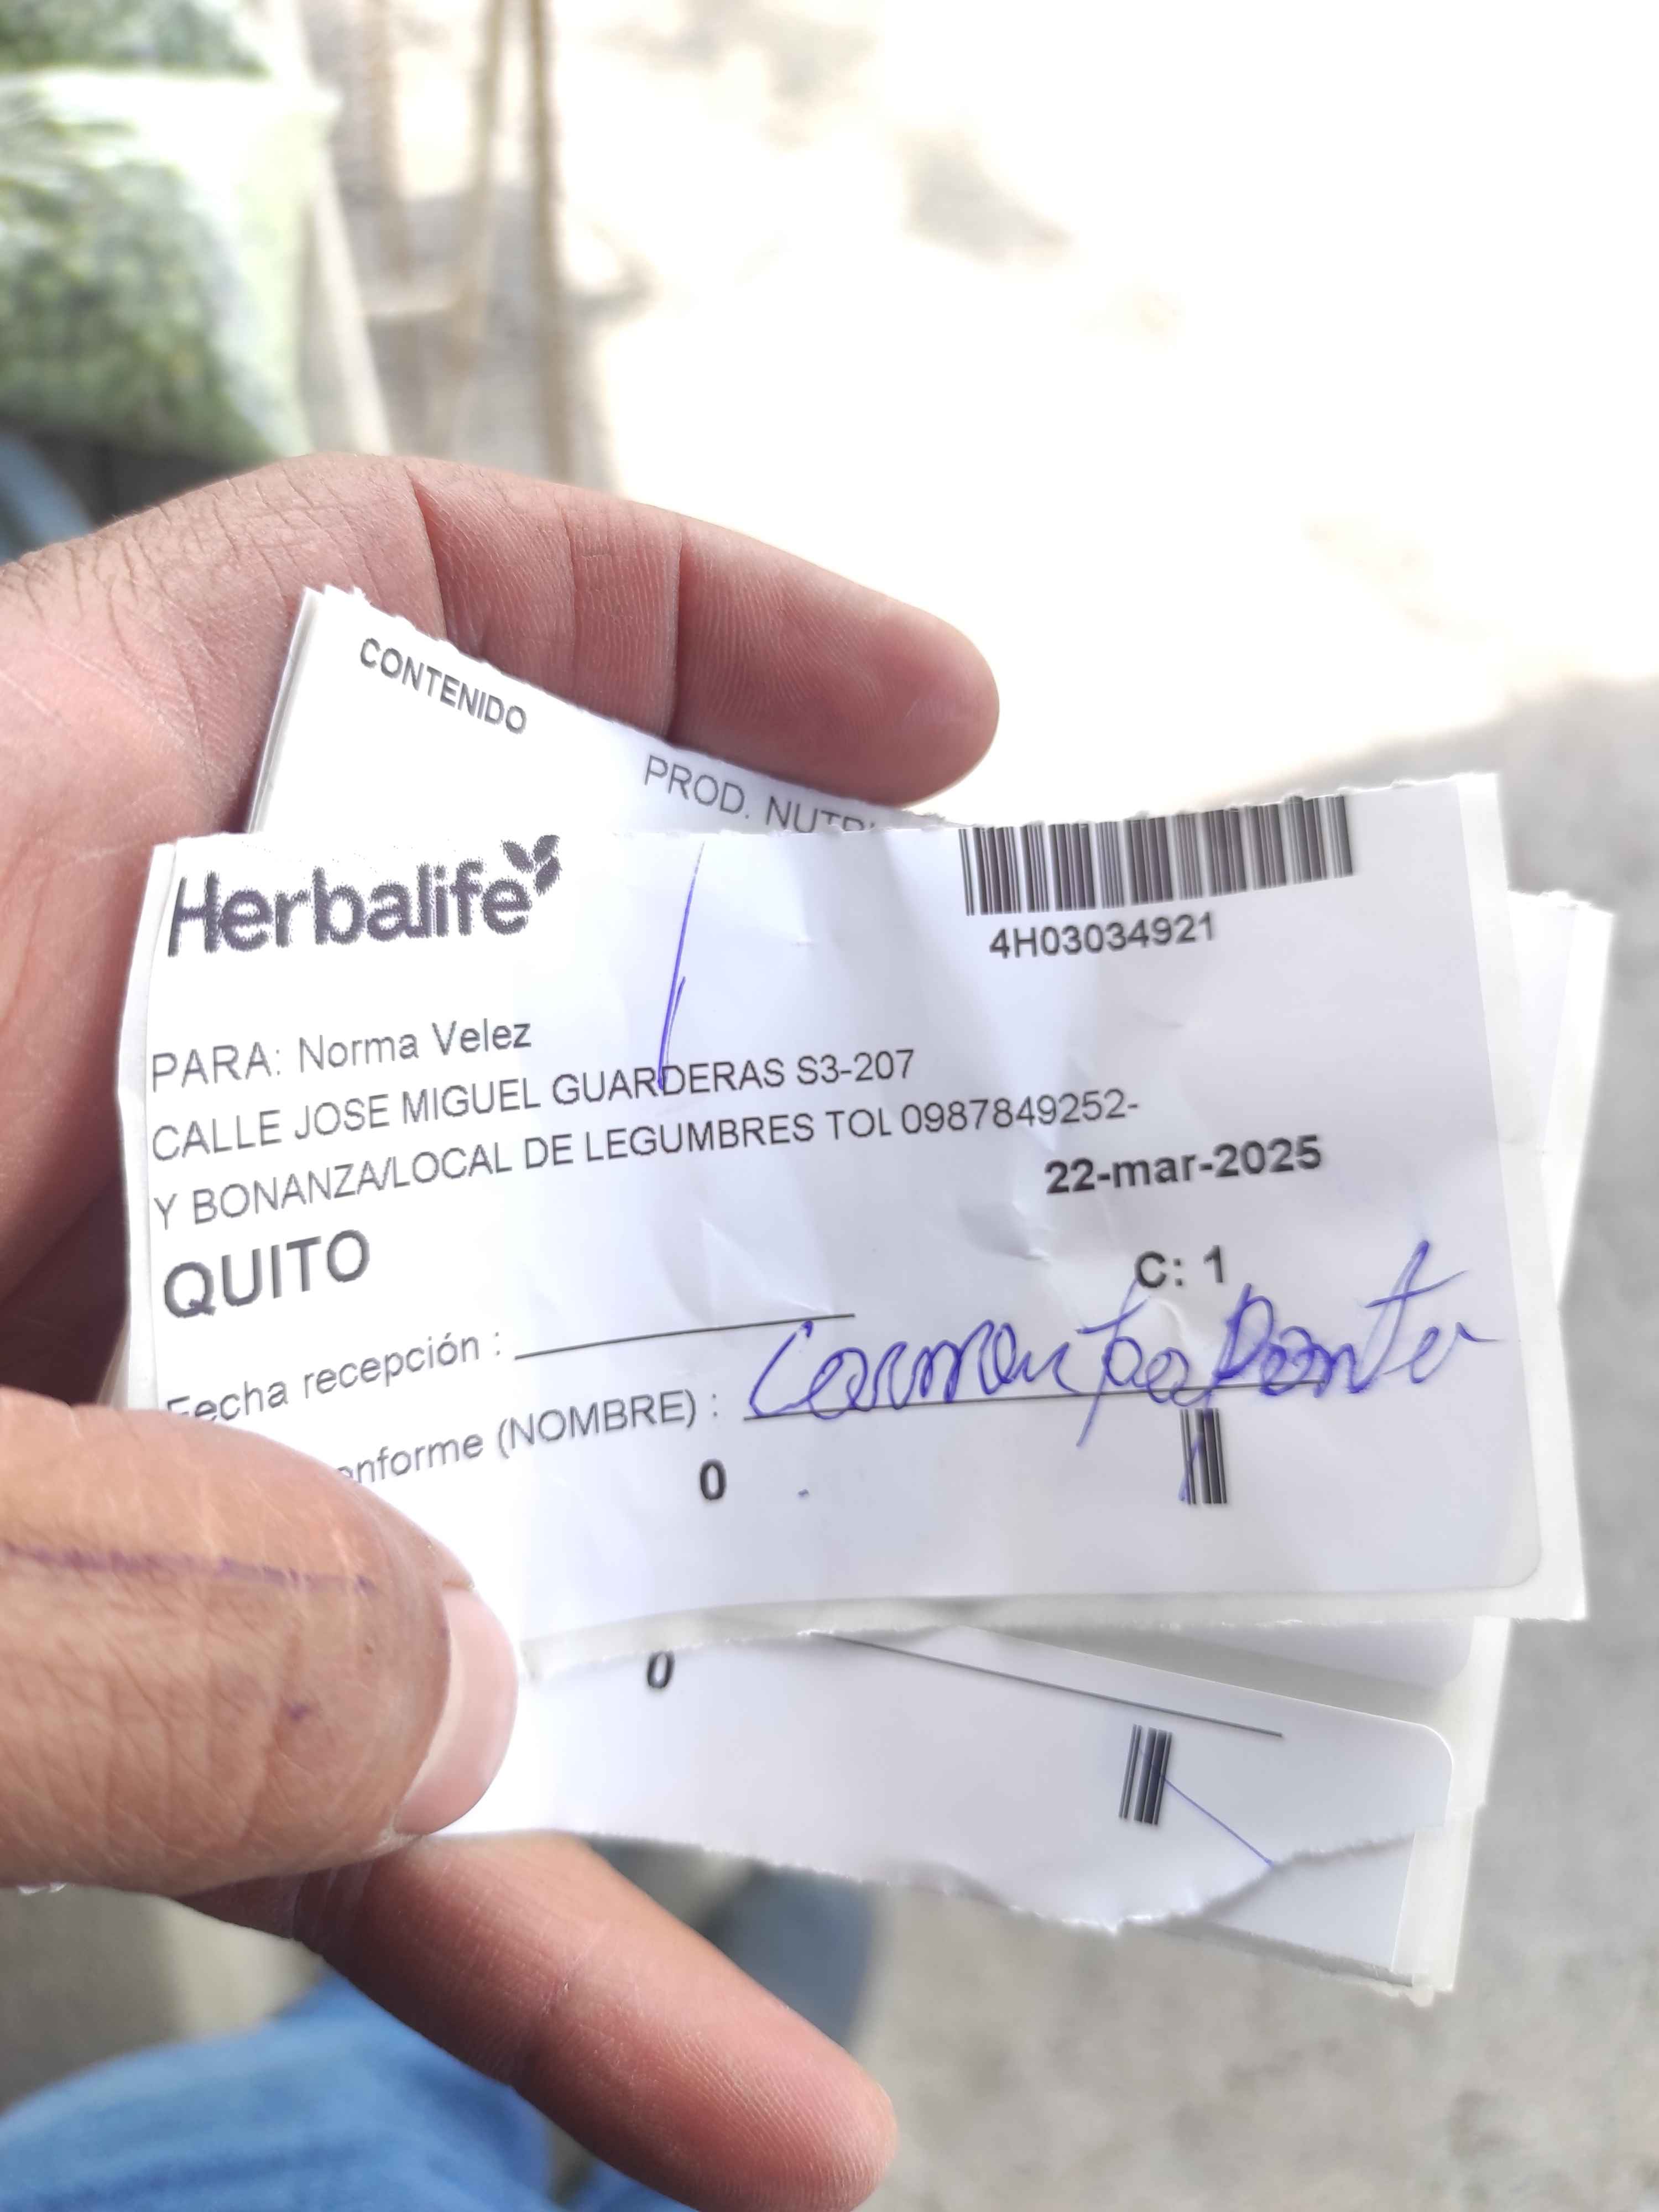 CONTENIDO
PROD. NUTRI
Herbalife
4H03034921
PARA: Norma Velez
CALLE JOSE MIGUEL GUARDERAS S3-207
Y BONANZA/LOCAL DE LEGUMBRES TOL 0987849252-
22-mar-2025
QUITO
C: 1
Fecha recepción :
onforme (NOMBRE) :
0
0